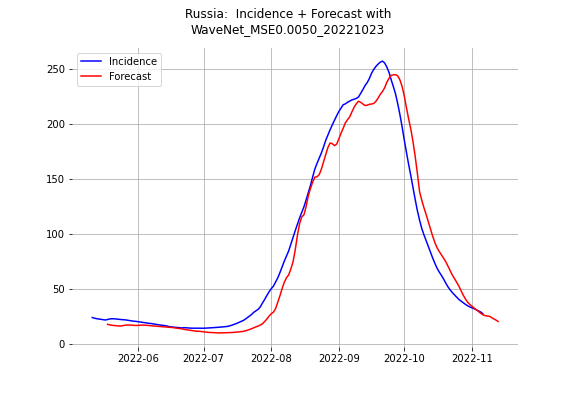 Russia:  Incidence + Forecast with
WaveNet_MSE0.0050_20221023
Incidence
Forecast
250
200
150
100
50
0
2022-06 2022-07 2022-08 2022-09 2022-10 2022-11